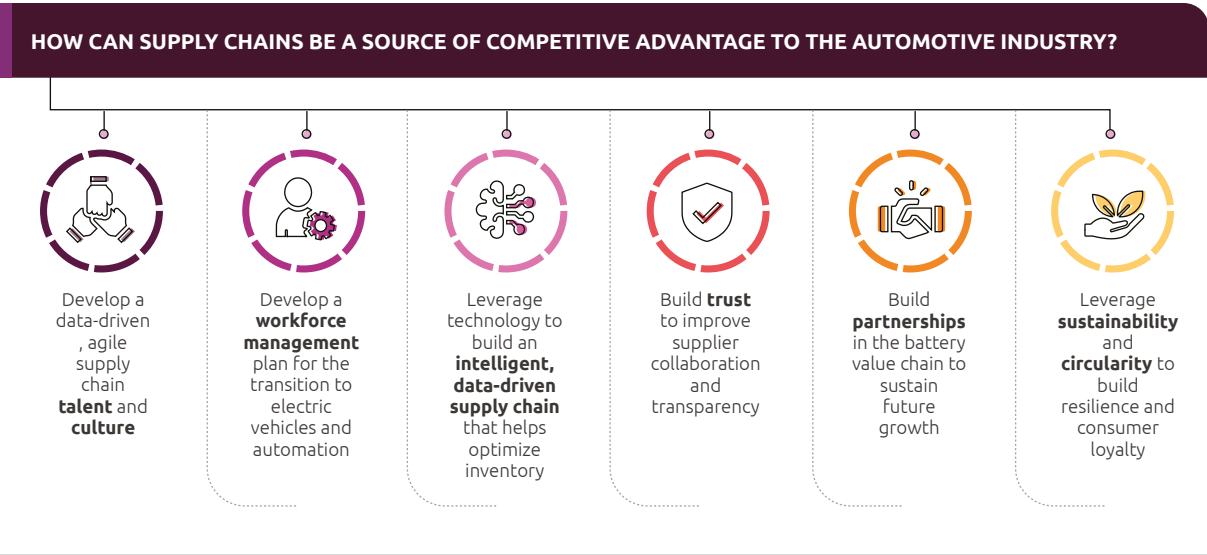 HOW CAN SUPPLY CHAINS BE A SOURCE OF COMPETITIVE ADVANTAGE TO THE AUTOMOTIVE INDUSTRY?
Develop a
data-driven
, agile
supply
chain
talent and
culture
Develop a
workforce
management
plan for the
transition to
electric
vehicles and
automation
Leverage
technology to
build an
intelligent,
data-driven
supply chain
that helps
optimize
inventory
Build trust
to improve
supplier
collaboration
and
transparency
Build
partnerships
in the battery
value chain to
sustain
future
growth
Leverage
sustainability
and
circularity to
build
resilience and
consumer
loyalty